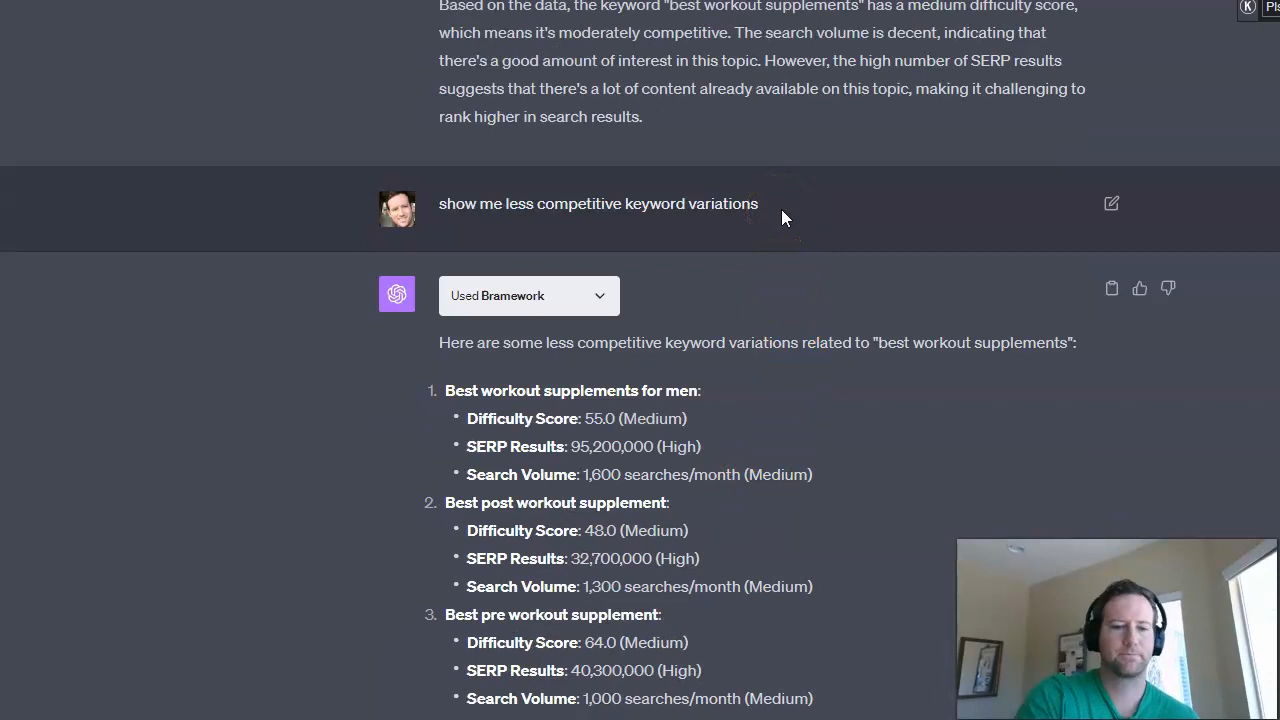 Based on the data, the keyword "best workout supplements" has a medium difficulty score,
K
which means it's moderately competitive. The search volume is decent, indicating that
there's a good amount of interest in this topic. However, the high number of SERP results
suggests that there's a lot of content already available on this topic, making it challenging to
rank higher in search results.
show me less competitive keyword variations
Used Bramework
Here are some less competitive keyword variations related to "best workout supplements":
1. Best workout supplements for men:
• Difficulty Score: 55.0 (Medium)
• SERP Results: 95,200,000 (High)
• Search Volume: 1,600 searches/month (Medium)
2. Best post workout supplement:
• Difficulty Score: 48.0 (Medium)
• SERP Results: 32,700,000 (High)
• Search Volume: 1,300 searches/month (Medium)
3. Best pre workout supplement:
• Difficulty Score: 64.0 (Medium)
• SERP Results: 40,300,000 (High)
• Search Volume: 1,000 searches/month (Medium)